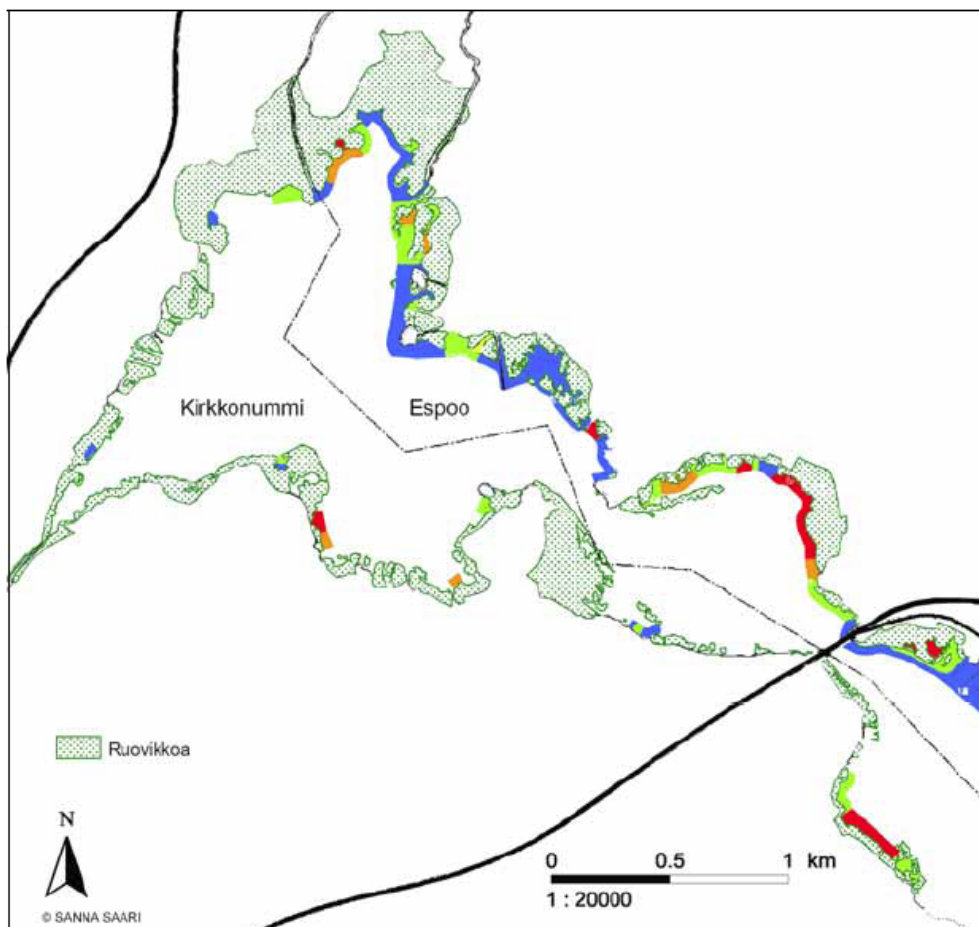 Kirkkonummi
Espoo
Ruovikkoa
N
0 0.5 1 km
1 : 20000
© SANNA SAARI